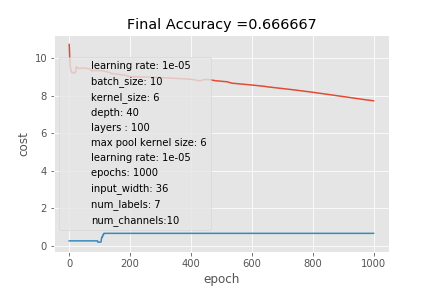 Final Accuracy =0.666667
10
8
6
4
2
0
cost
learning rate: 1e-05
batch_size: 10
kernel_size: 6
depth: 40
layers : 100
max pool kernel size: 6
learning rate: 1e-05
epochs: 1000
input_width: 36
num_labels: 7
num_channels:10
0 200 400 600 800 1000
epoch